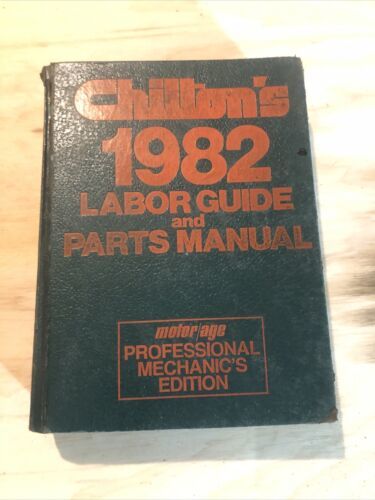 Chilton's
1982
LABOR GUIDE
and
PARTS MANUAL
motor/age
PROFESSIONAL
MECHANIC'S
EDITION